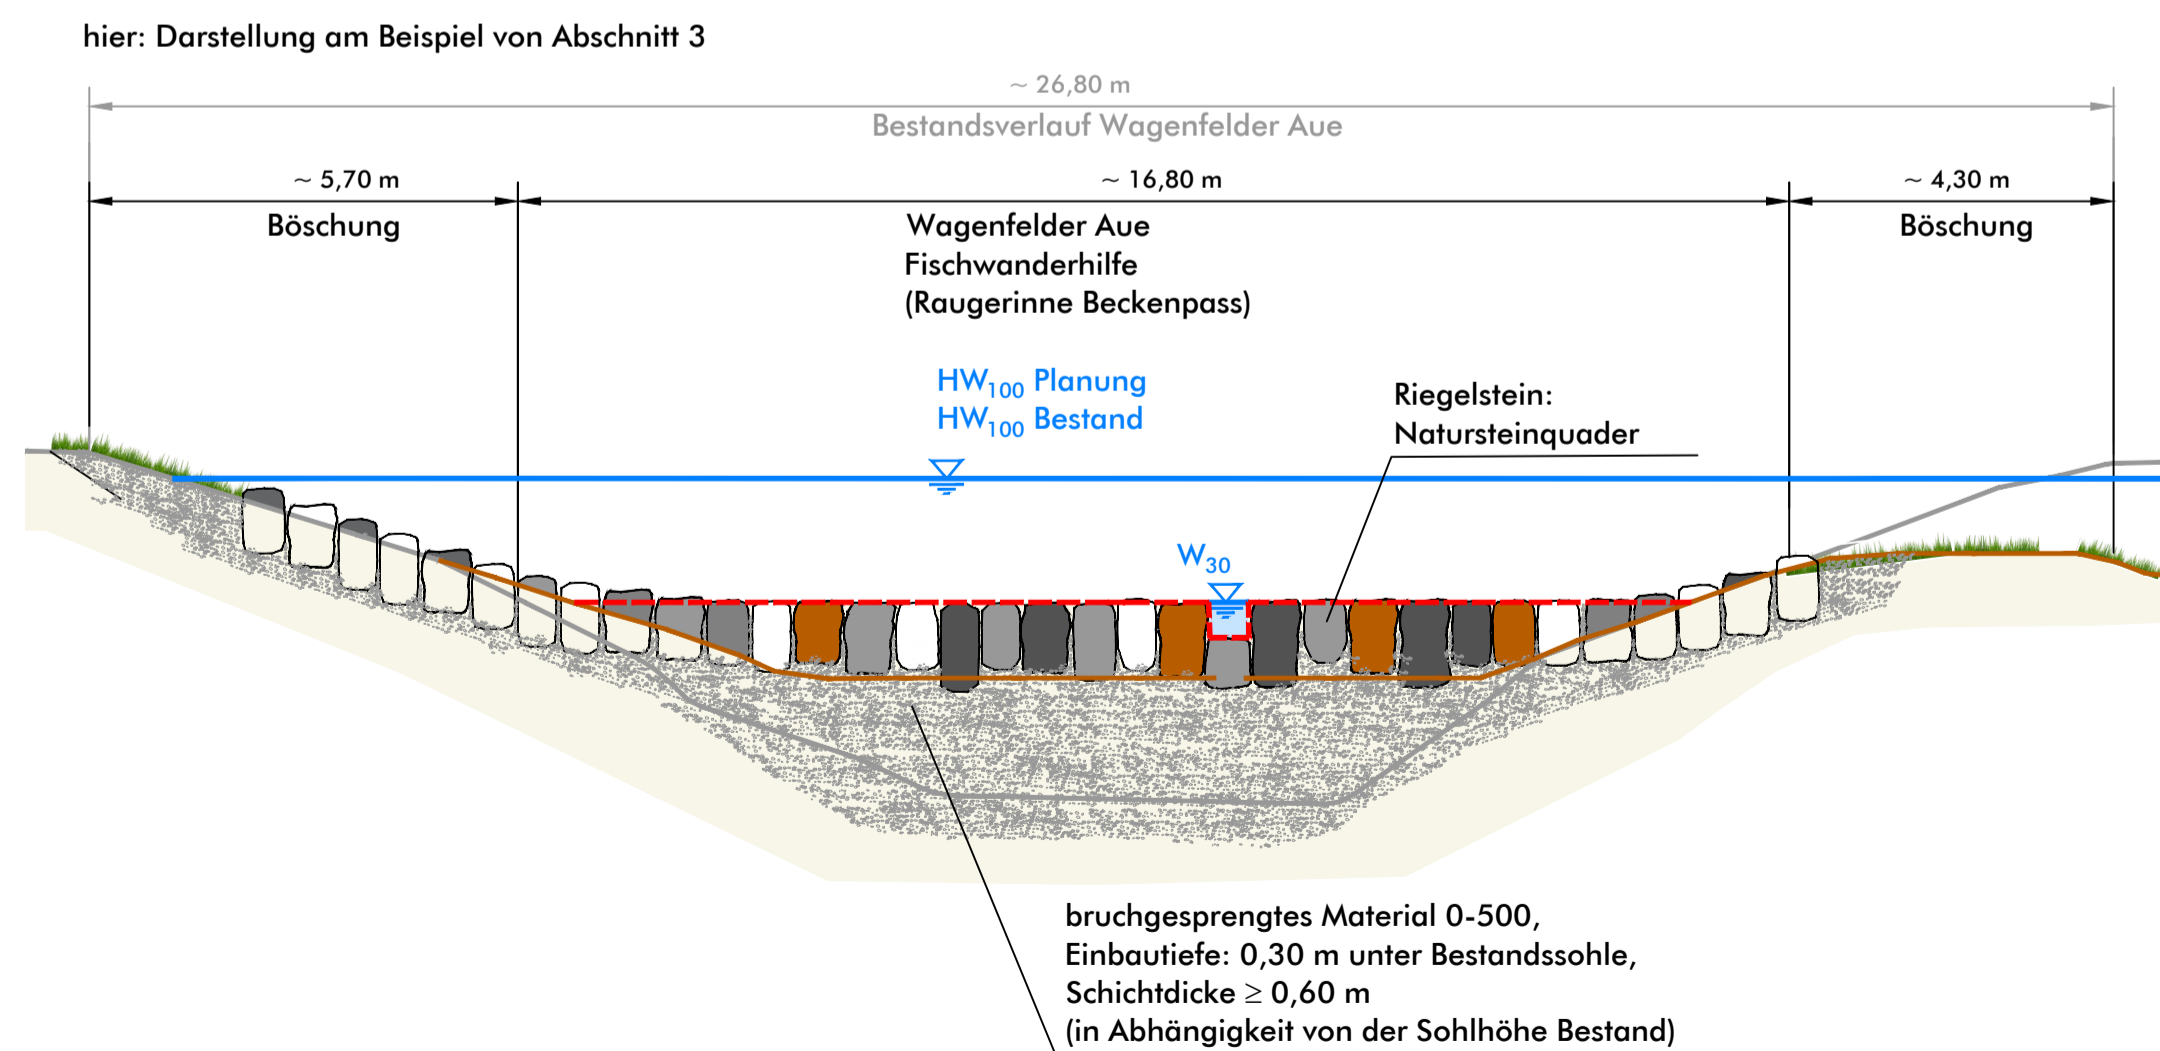 hier: Darstellung am Beispiel von Abschnitt 3
~ 26,80 m
Bestandsverlauf Wagenfelder Aue
~ 5,70 m
~ 16,80 m
~ 4,30 m
Böschung
Wagenfelder Aue
Fischwanderhilfe
(Raugerinne Beckenpass)
Böschung
HW100 Planung
HW100 Bestand
Riegelstein:
Natursteinquader
W30
bruchgesprengtes Material 0-500,
Einbautiefe: 0,30 m unter Bestandssohle,
Schichtdicke ≥ 0,60 m
(in Abhängigkeit von der Sohlhöhe Bestand)